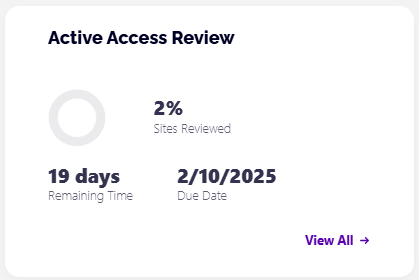 Active Access Review
2%
Sites Reviewed
19 days 2/10/2025
Remaining Time Due Date
View All →